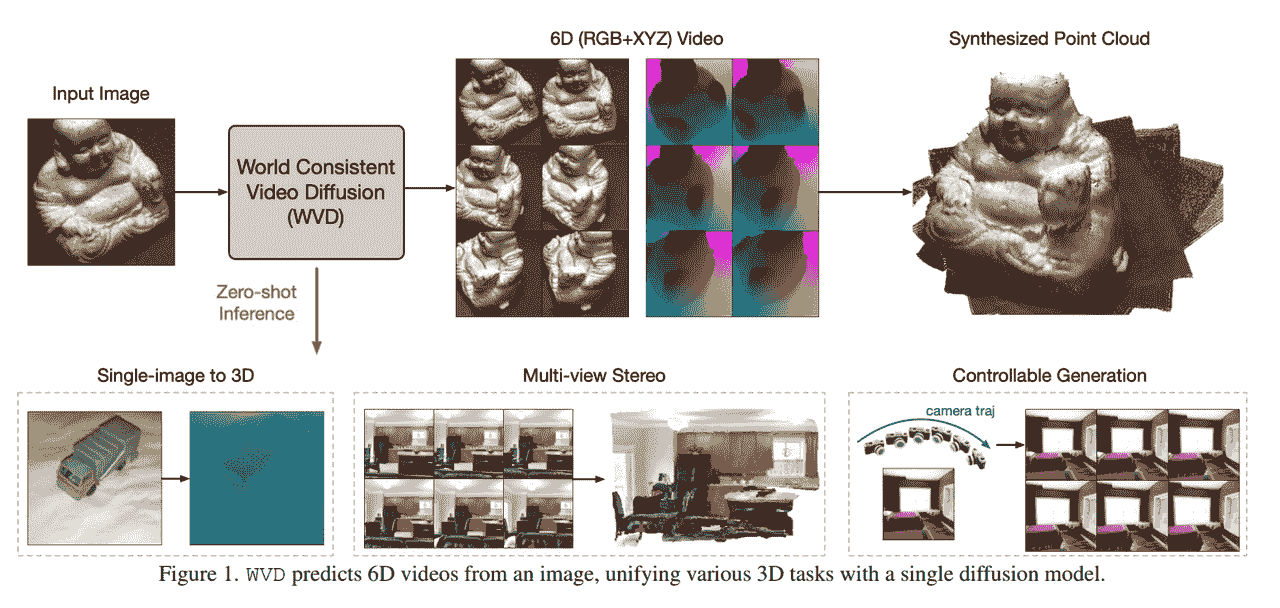 6D (RGB+XYZ) Video
Synthesized Point Cloud
Input Image
World Consistent
Video Diffusion
(WVD)
Zero-shot
Inference
Single-image to 3D
Multi-view Stereo
Controllable Generation
camera traj
Figure 1. WVD predicts 6D videos from an image, unifying various 3D tasks with a single diffusion model.